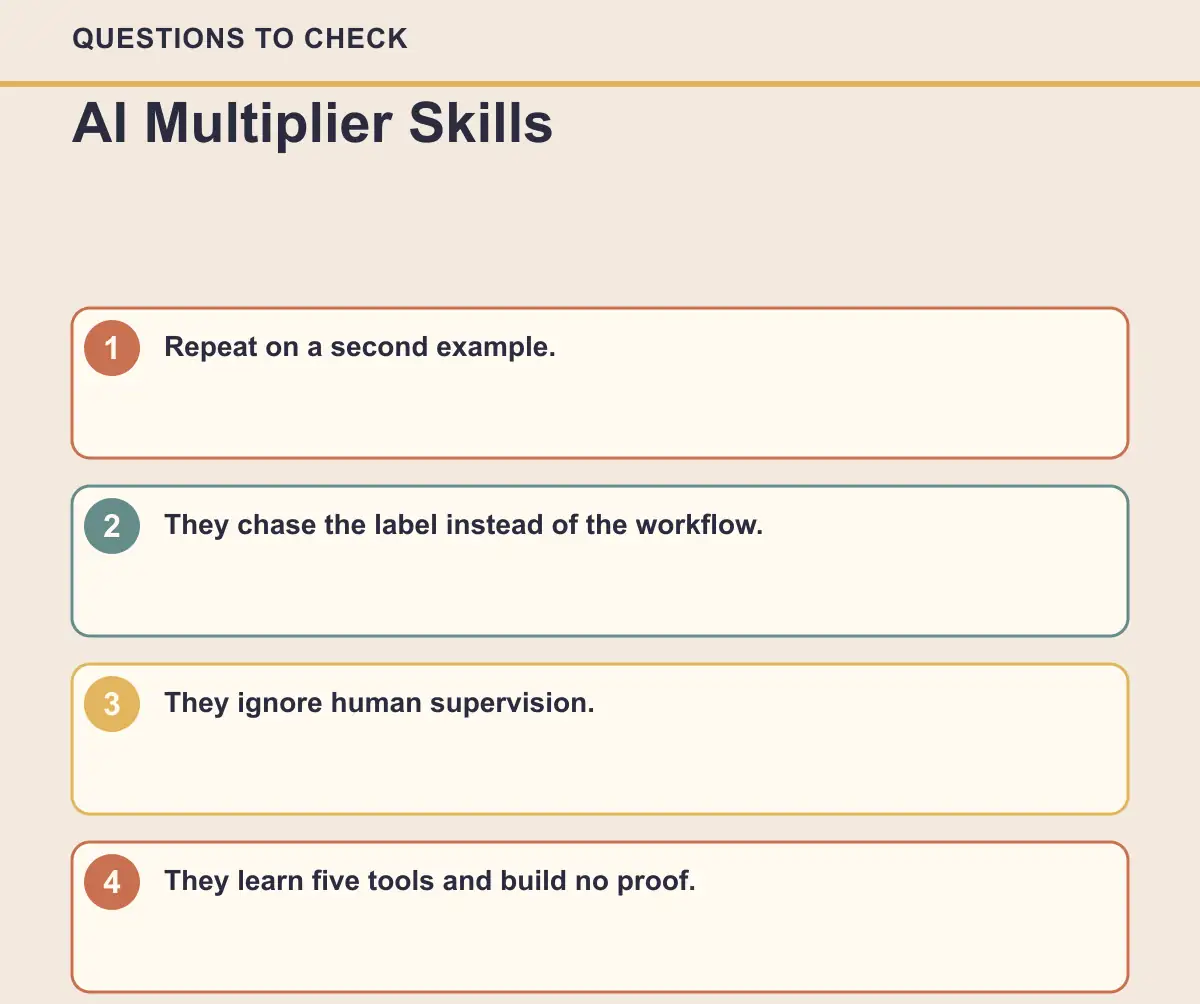 QUESTIONS TO CHECK
AI Multiplier Skills
1 Repeat on a second example.
2 They chase the label instead of the workflow.
3 They ignore human supervision.
4 They learn five tools and build no proof.